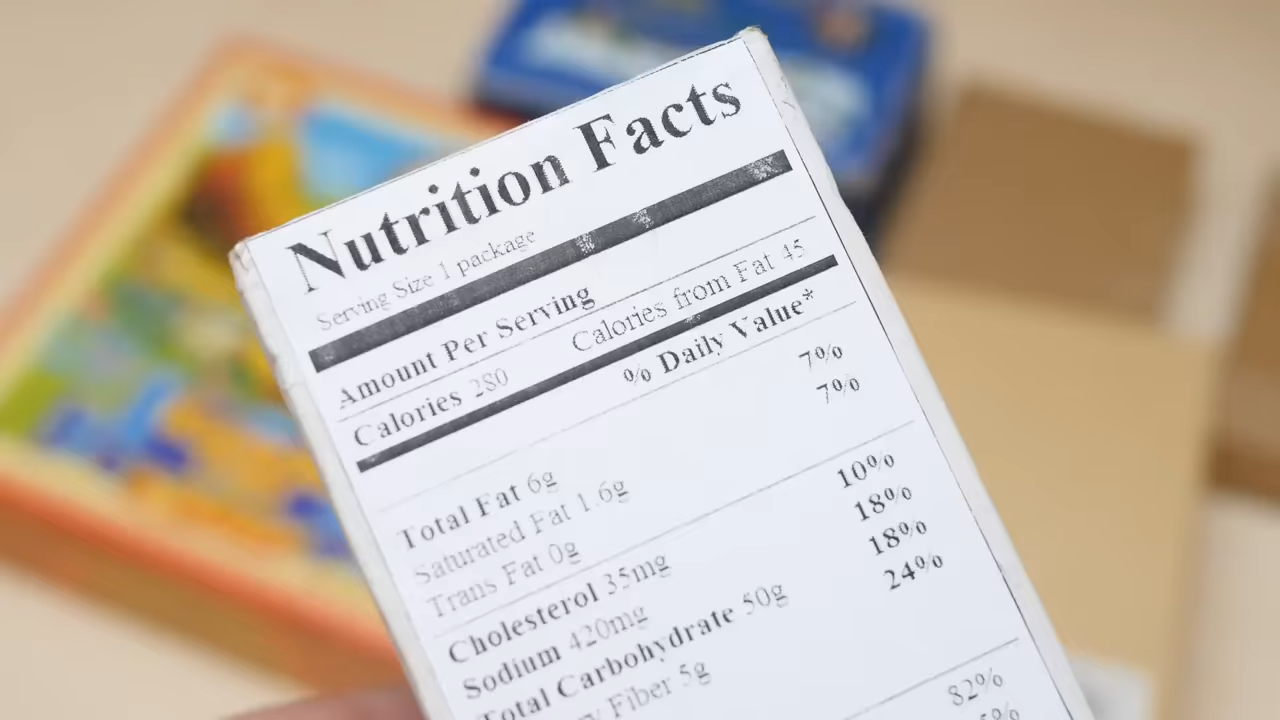 Nutrition Facts
Serving Size 1 package
Amount Per Serving
Calories 280 Calories from Fat 45
% Daily Value*
Total Fat 6g 7%
Saturated Fat 1.6g 7%
Trans Fat 0g
Cholesterol 35mg 10%
Sodium 420mg 18%
Total Carbohydrate 50g 18%
Fiber 5g 24%
82%